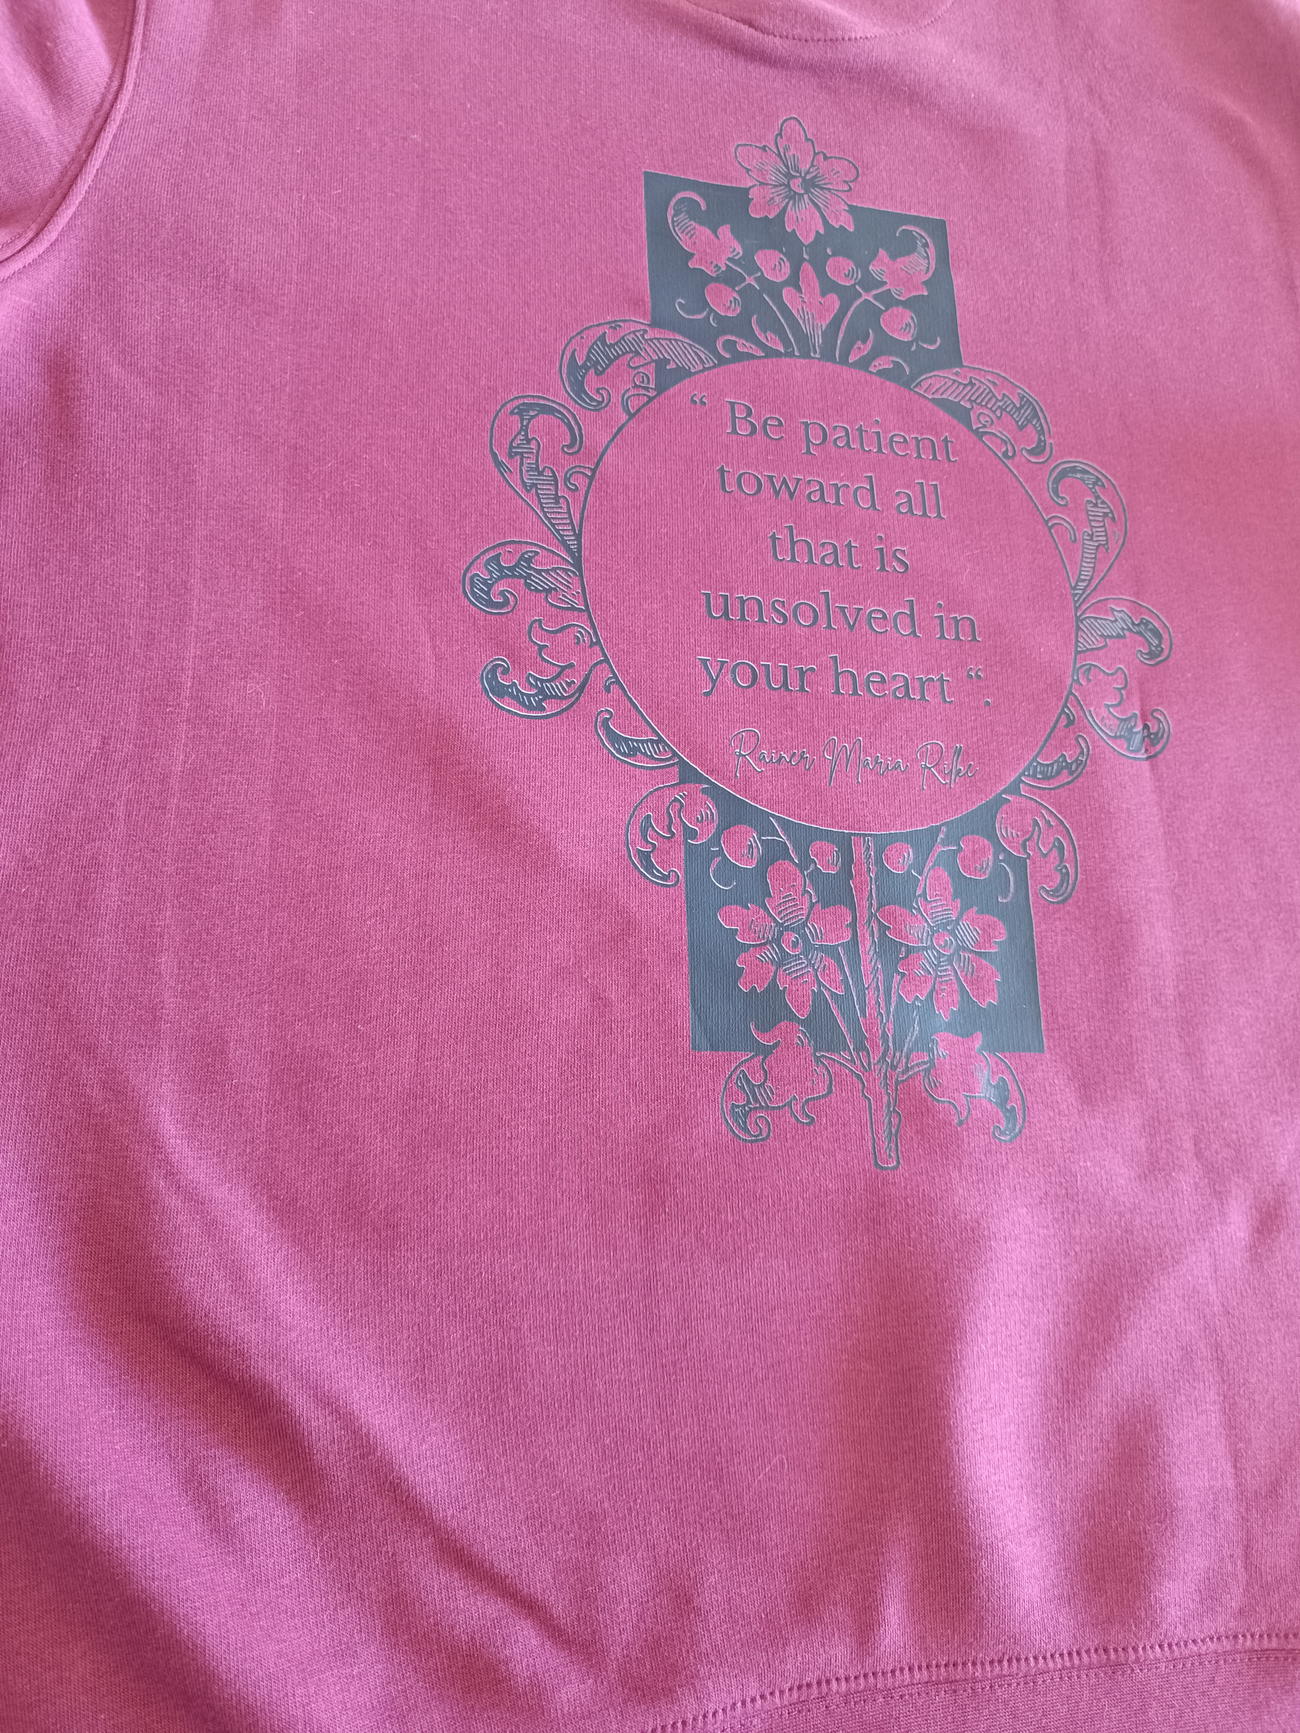 “ Be patient
toward all
that is
unsolved in
your heart “.
Rainer Maria Rilke